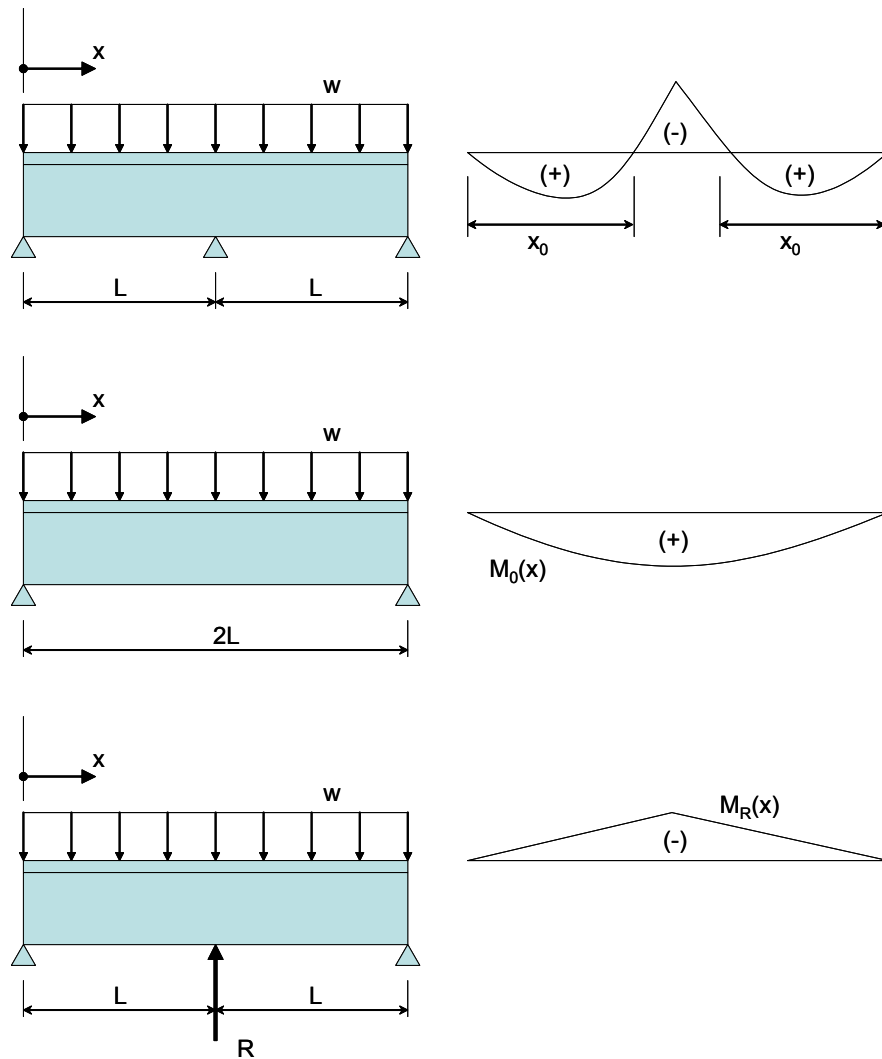 x
w
(-)
(+) (+)
x₀ x₀
L L
x
w
(+)
M₀(x)
2L
x
w
M_R(x)
(-)
L L
R